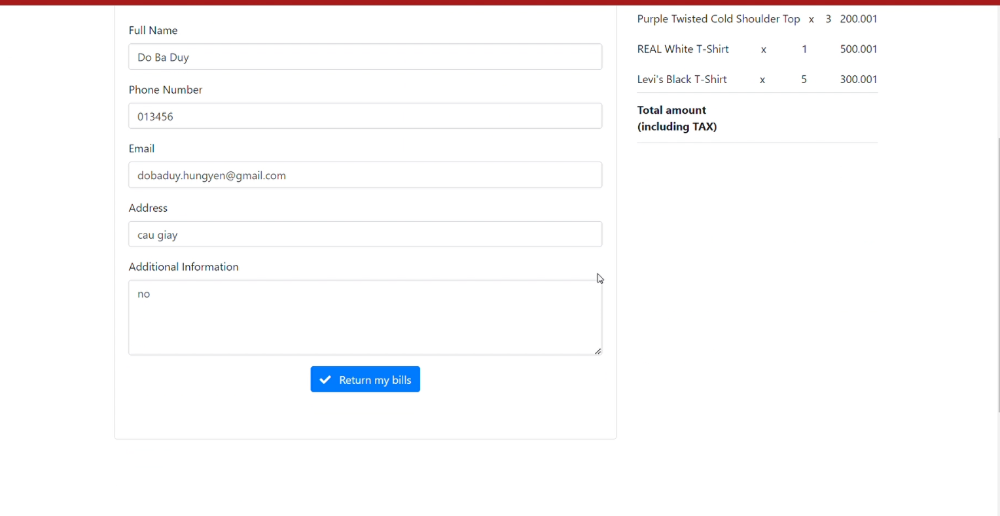 Full Name
Do Ba Duy
Phone Number
013456
Email
dobaduy.hungyen@gmail.com
Address
cau giay
Additional Information
no
Return my bills
Purple Twisted Cold Shoulder Top x 3 200.001
REAL White T-Shirt x 1 500.001
Levi's Black T-Shirt x 5 300.001
Total amount
(including TAX)